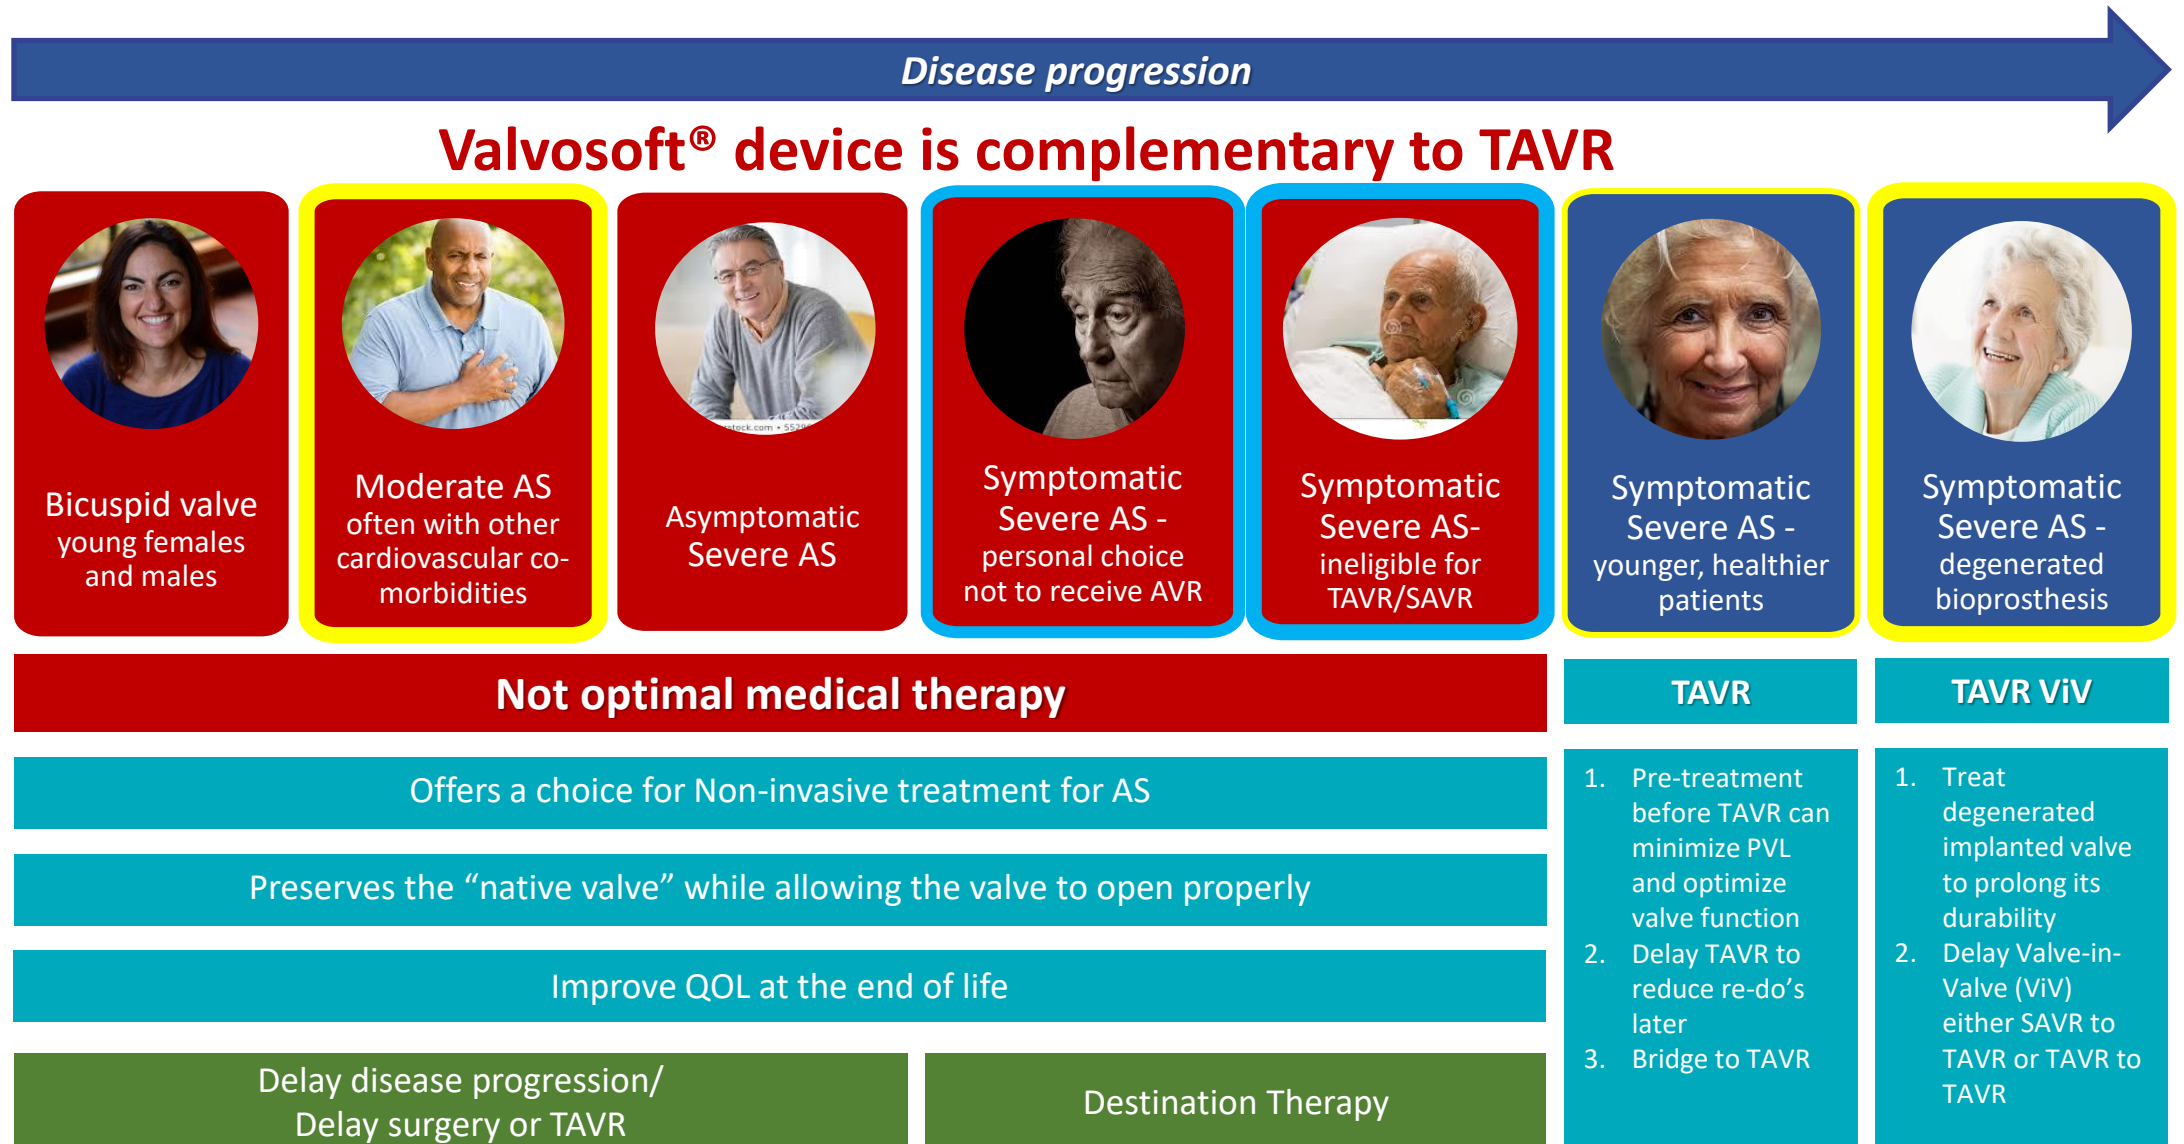 Disease progression
Valvosoft® device is complementary to TAVR
Bicuspid valve
young females
and males
Moderate AS
often with other
cardiovascular co-
morbidities
stock.com • 5529
Asymptomatic
Severe AS
Symptomatic
Severe AS -
personal choice
not to receive AVR
Symptomatic
Severe AS-
ineligible for
TAVR/SAVR
Symptomatic
Severe AS -
younger, healthier
patients
Symptomatic
Severe AS -
degenerated
bioprosthesis
Not optimal medical therapy
TAVR
TAVR ViV
Offers a choice for Non-invasive treatment for AS
Preserves the “native valve” while allowing the valve to open properly
Improve QOL at the end of life
Delay disease progression/
Delay surgery or TAVR
Destination Therapy
1. Pre-treatment
before TAVR can
minimize PVL
and optimize
valve function
2. Delay TAVR to
reduce re-do’s
later
3. Bridge to TAVR
1. Treat
degenerated
implanted valve
to prolong its
durability
2. Delay Valve-in-
Valve (ViV)
either SAVR to
TAVR or TAVR to
TAVR